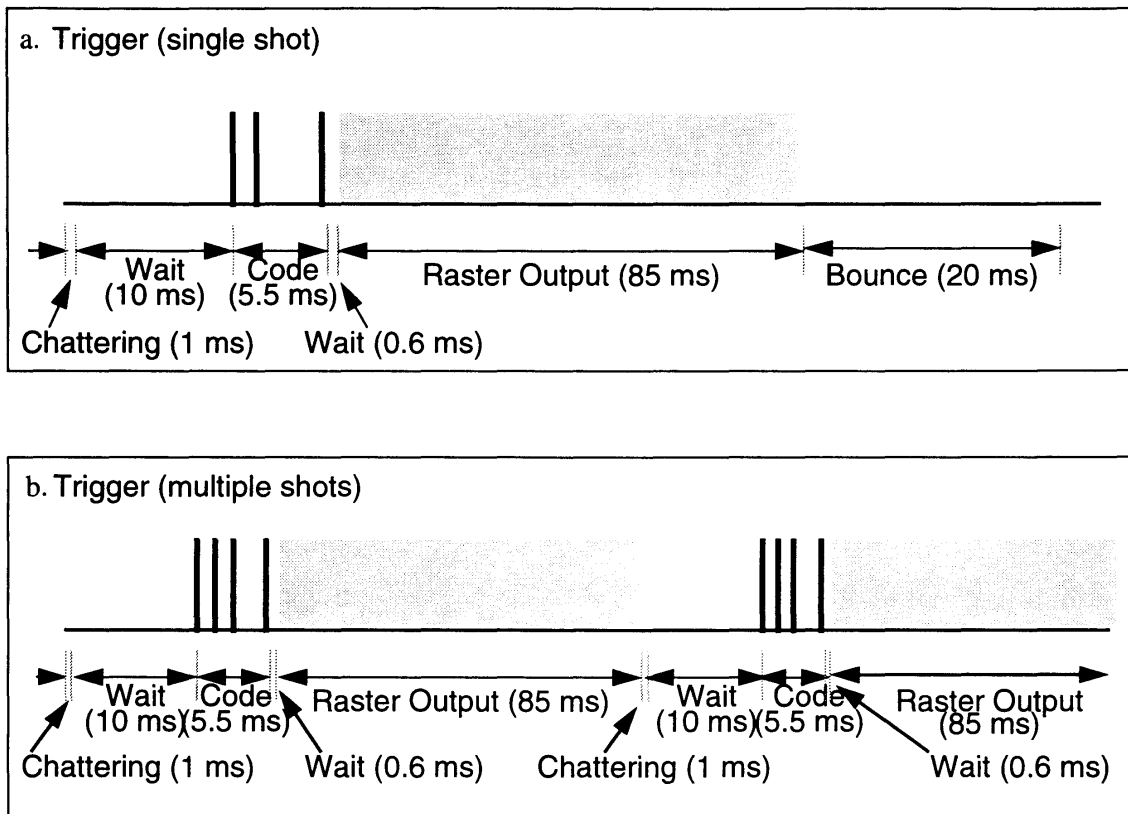 a. Trigger (single shot)
Wait
(10 ms)
Code
(5.5 ms)
Raster Output (85 ms)
Bounce (20 ms)
Chattering (1 ms)
Wait (0.6 ms)
b. Trigger (multiple shots)
Wait
(10 ms)
Code
(5.5 ms)
Raster Output (85 ms)
Wait
(10 ms)
Code
(5.5 ms)
Raster Output
(85 ms)
Chattering (1 ms)
Wait (0.6 ms)
Chattering (1 ms)
Wait (0.6 ms)